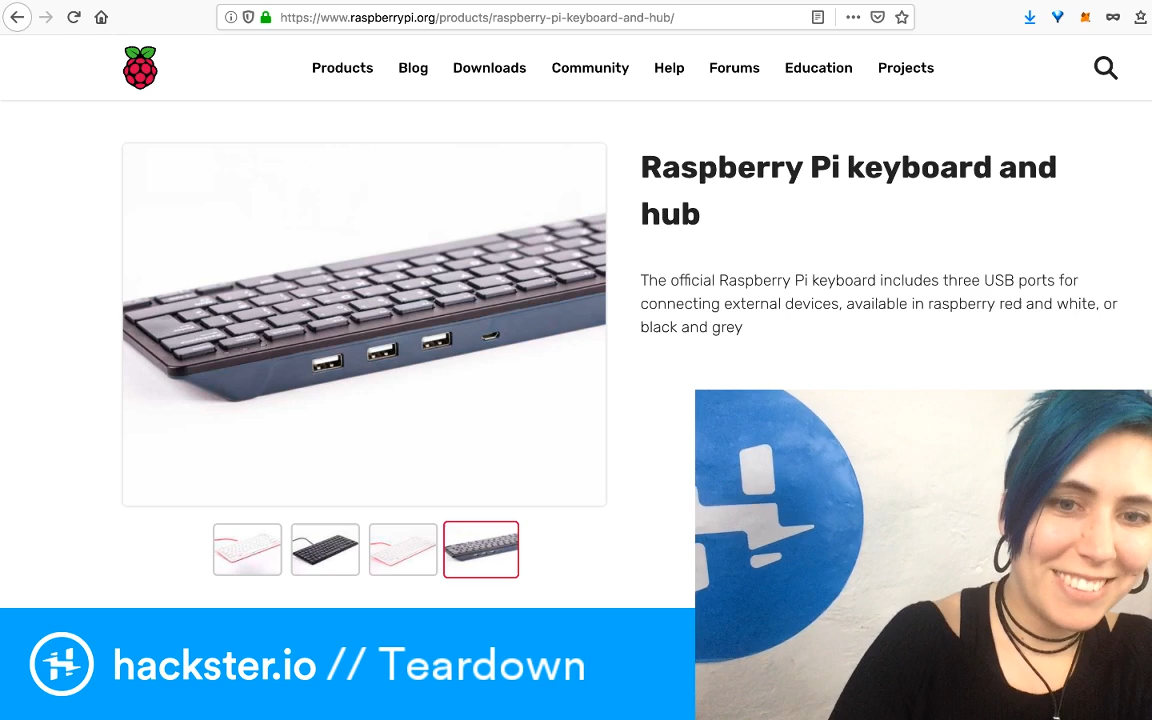 https://www.raspberrypi.org/products/raspberry-pi-keyboard-and-hub/
Products Blog Downloads Community Help Forums Education Projects
Raspberry Pi keyboard and
hub
The official Raspberry Pi keyboard includes three USB ports for
connecting external devices, available in raspberry red and white, or
black and grey
hackster.io // Teardown